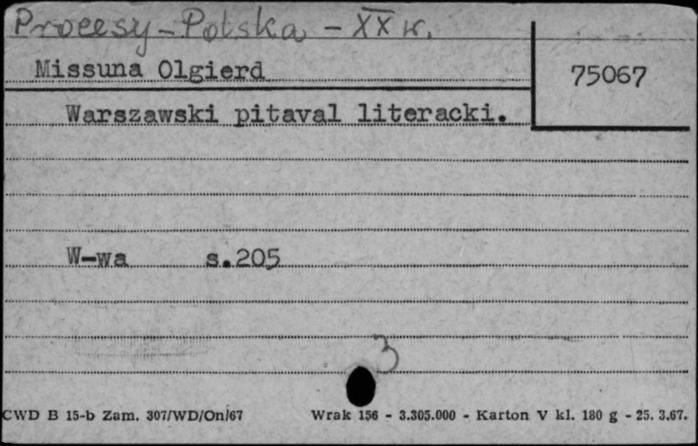 Procesy - Polska - XX w.
Missuna Olgierd
75067
Warszawski pitaval literacki.
W-wa s.205
3
CWD B 15-b Zam. 307/WD/On/67 Wrak 156 - 3.305.000 - Karton V kl. 180 g - 25. 3.67.